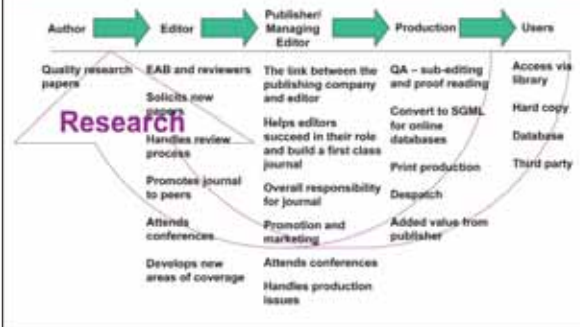 Author
Editor
Publisher/
Managing
Editor
Production
Users
Quality research
papers
EAB and reviewers
Solicits new
papers
Handles review
process
Promotes journal
to peers
Attends
conferences
Develops new
areas of coverage
The link between the
publishing company
and editor
Helps editors
succeed in their role
and build a first class
journal
Overall responsibility
for journal
Promotion and
marketing
Attends conferences
Handles production
issues
QA – sub-editing
and proof reading
Convert to SGML
for online
databases
Print production
Despatch
Added value from
publisher
Access via
library
Hard copy
Database
Third party
Research